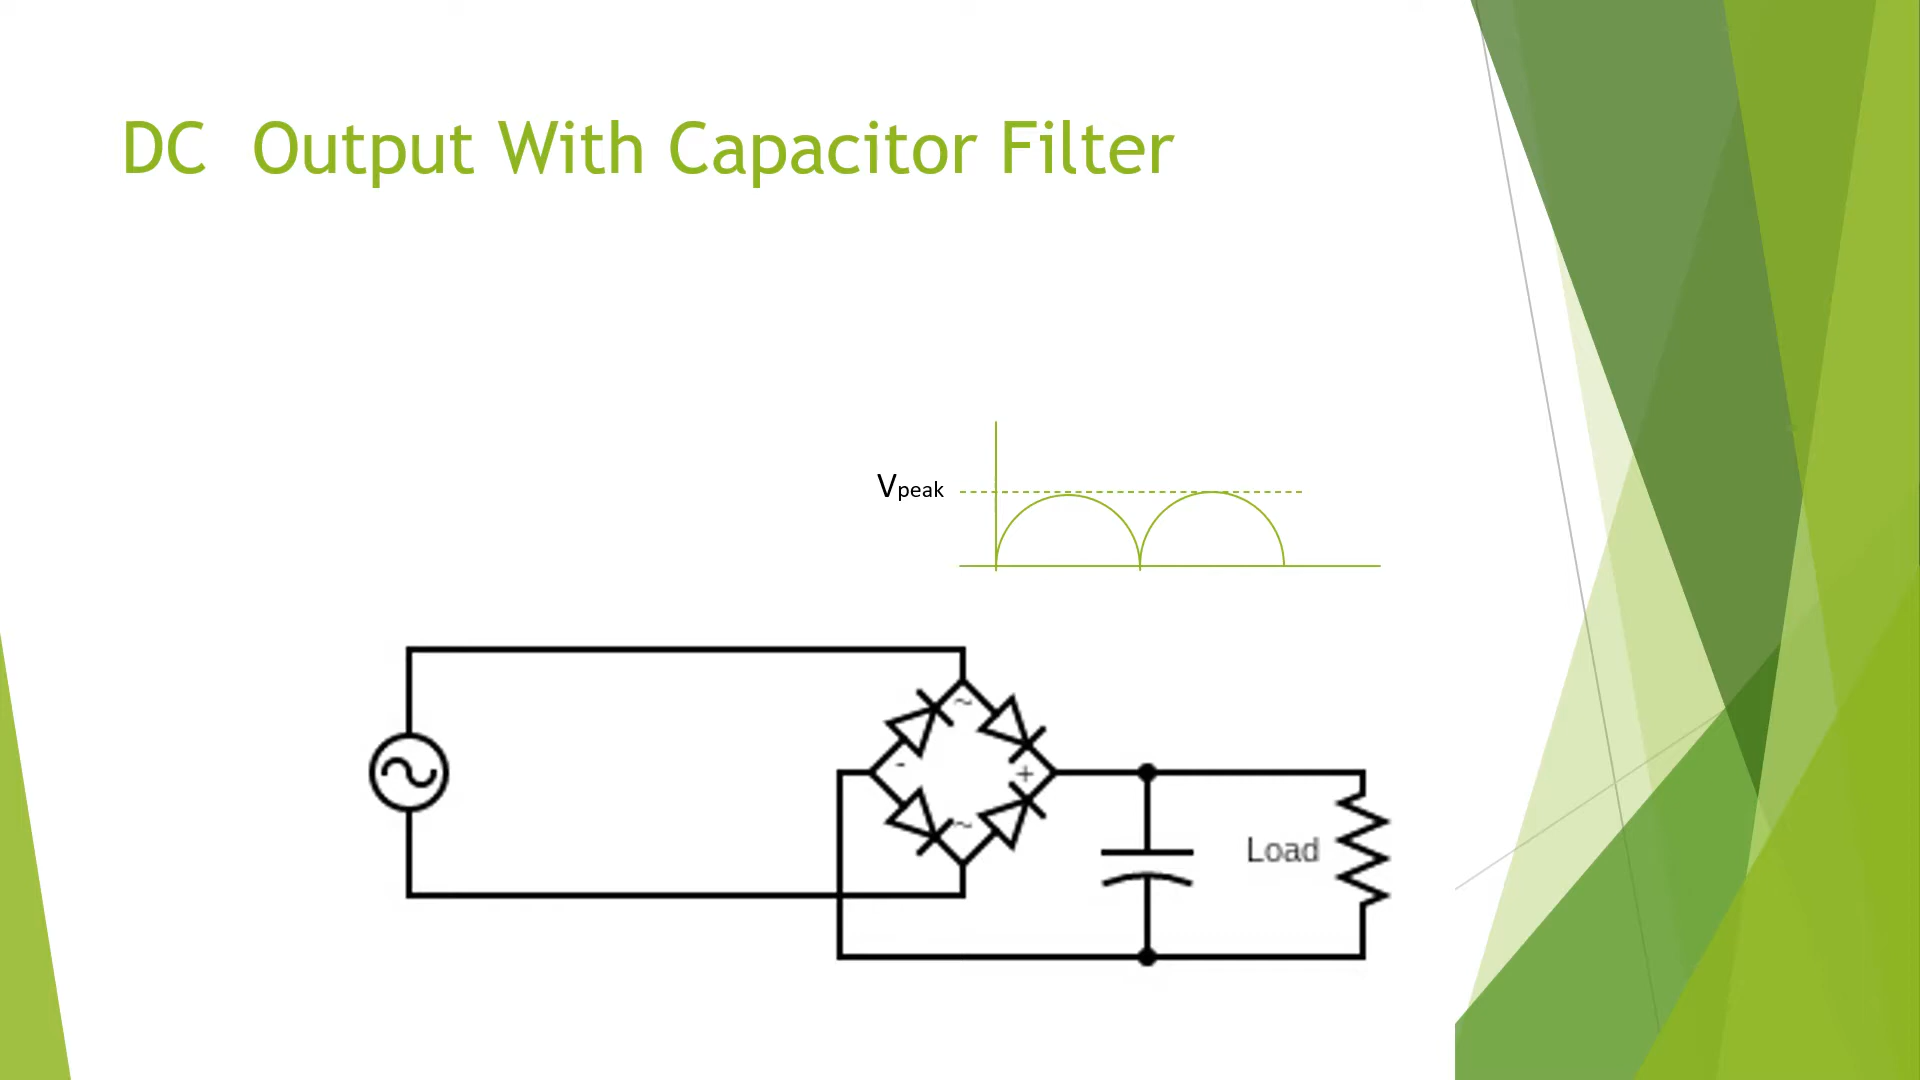 DC  Output With Capacitor Filter
Vpeak
~
-
+
~
Load